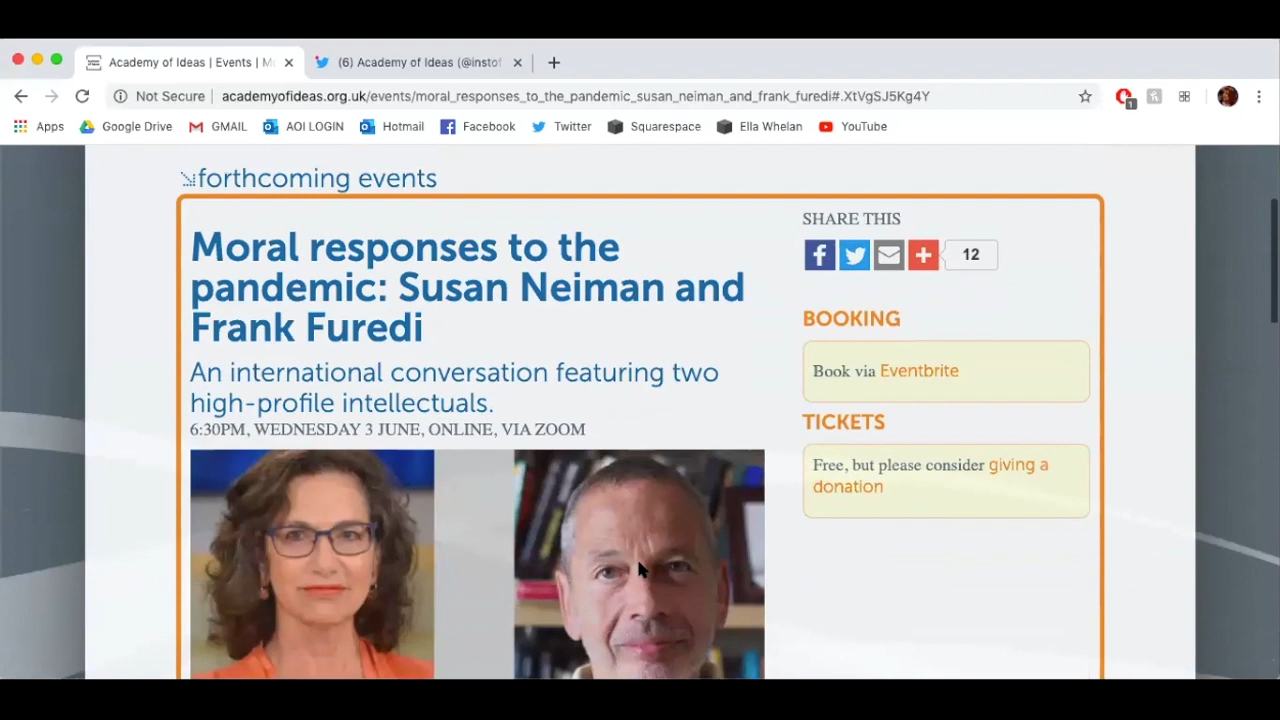 Academy of Ideas | Events | M
(6) Academy of Ideas (@instof
Not Secure
academyofideas.org.uk/events/moral_responses_to_the_pandemic_susan_neiman_and_frank_furedi#.XtVgSJ5Kg4Y
1
Apps
Google Drive
GMAIL
AOI LOGIN
Hotmail
Facebook
Twitter
Squarespace
Ella Whelan
YouTube
forthcoming events
Moral responses to the
pandemic: Susan Neiman and
Frank Furedi
An international conversation featuring two
high-profile intellectuals.
6:30PM, WEDNESDAY 3 JUNE, ONLINE, VIA ZOOM
SHARE THIS
12
BOOKING
Book via Eventbrite
TICKETS
Free, but please consider giving a
donation